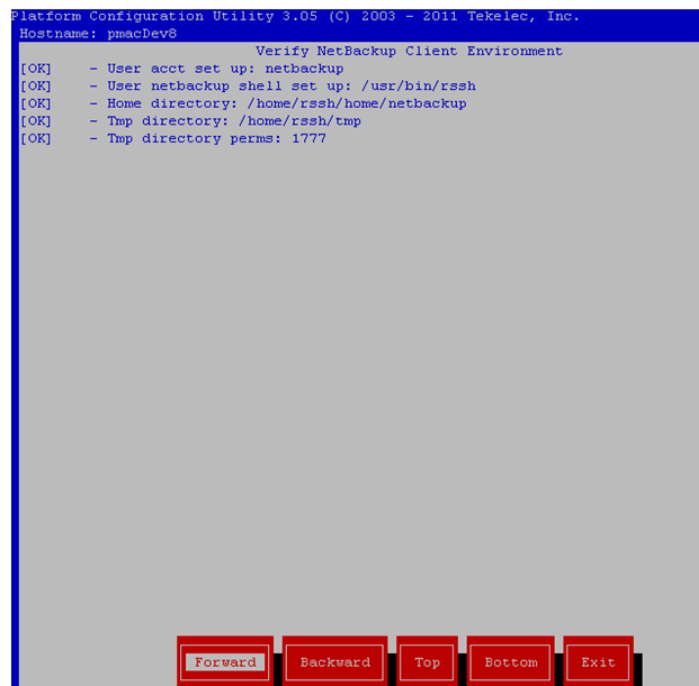 Platform Configuration Utility 3.05 (C) 2003 - 2011 Tekelec, Inc.
Hostname: pmacDev8
Verify NetBackup Client Environment
[OK] - User acct set up: netbackup
[OK] - User netbackup shell set up: /usr/bin/rssh
[OK] - Home directory: /home/rssh/home/netbackup
[OK] - Tmp directory: /home/rssh/tmp
[OK] - Tmp directory perms: 1777
Forward Backward Top Bottom Exit